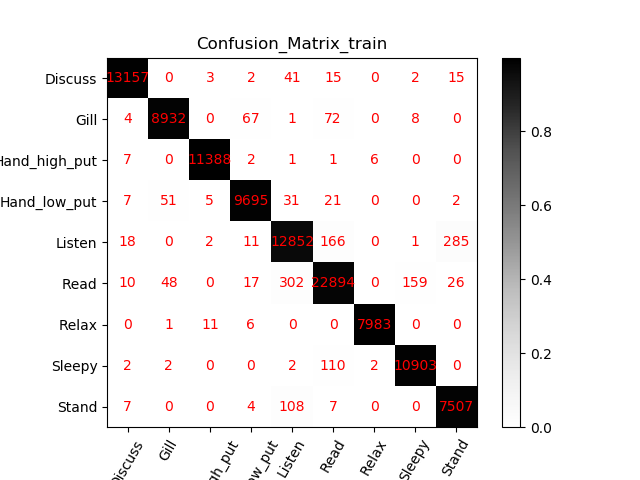 Confusion_Matrix_train
Discuss 13157 0 3 2 41 15 0 2 15
Gill 4 8932 0 67 1 72 0 8 0
Hand_high_put 7 0 11388 2 1 1 6 0 0
Hand_low_put 7 51 5 9695 31 21 0 0 2
Listen 18 0 2 11 12852 166 0 1 285
Read 10 48 0 17 302 22894 0 159 26
Relax 0 1 11 6 0 0 7983 0 0
Sleepy 2 2 0 0 2 110 2 10903 0
Stand 7 0 0 4 108 7 0 0 7507
Discuss Gill gh_put ow_put Listen Read Relax Sleepy Stand
0.8
0.6
0.4
0.2
0.0